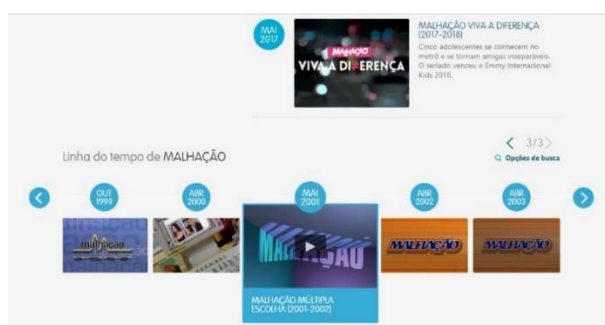 MAI
2017
MALHAÇÃO
VIVA A DIFERENÇA
MALHAÇÃO VIVA A DIFERENÇA
(2017-2018)
Cinco adolescentes se conhecem no
metrô e se tornam amigas inseparáveis.
O seriado venceu o Emmy Internacional
Kids 2018.
Linha do tempo de MALHAÇÃO
3/3
Opções de busca
OUT
1999
ABR
2000
MAI
2001
ABR
2002
ABR
2003
malhação
MALHAÇÃO
MALHAÇÃO
MALHAÇÃO
MALHAÇÃO MÚLTIPLA
ESCOLHA (2001-2002)